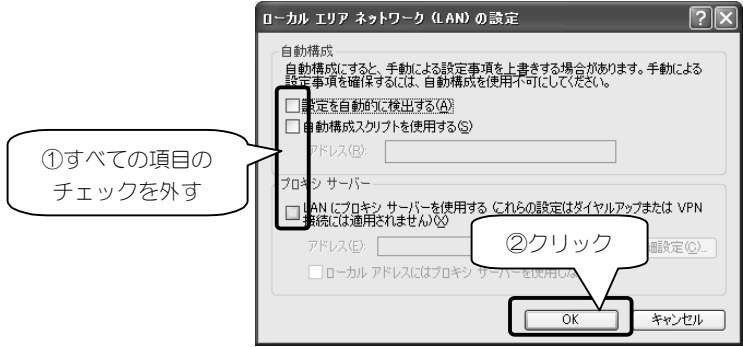 ローカル エリア ネットワーク (LAN) の設定
自動構成
自動構成にすると、手動による設定事項を上書きする場合があります。手動による
設定事項を確保するには、自動構成を使用不可にしてください。
設定を自動的に検出する(A)
自動構成スクリプトを使用する(S)
アドレス(R):
①すべての項目の
チェックを外す
プロキシ サーバー
LAN にプロキシ サーバーを使用する (これらの設定はダイヤルアップまたは VPN
接続には適用されません)(X)
アドレス(E):
②クリック
細設定(C)...
ローカル アドレスにはプロキシ サーバーを使用しな
OK
キャンセル